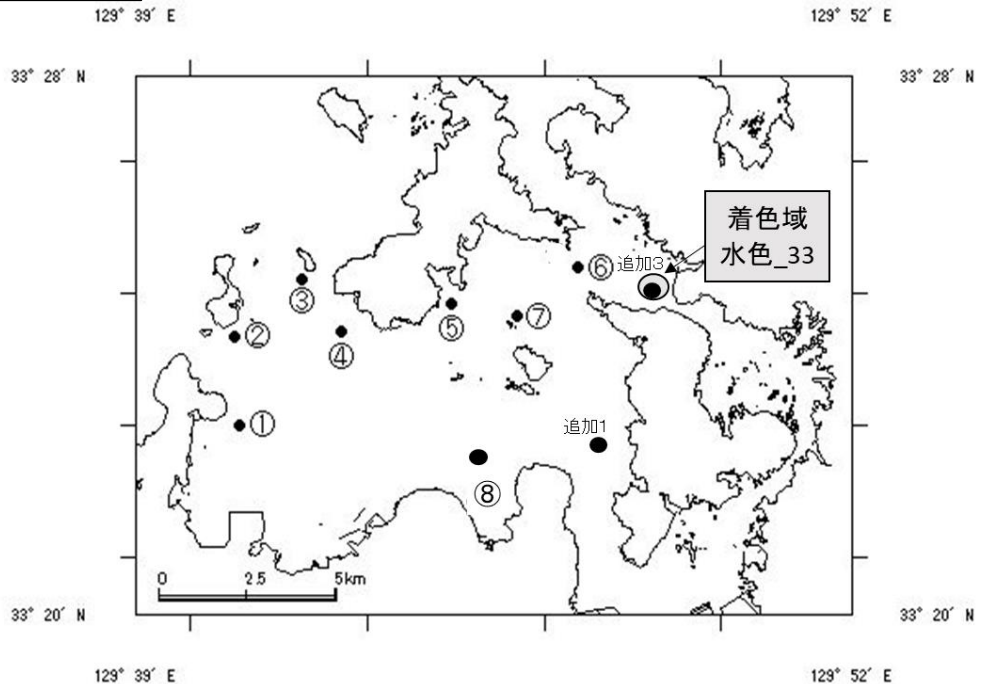 129° 39′ E
129° 52′ E
33° 28′ N
33° 28′ N
着色域
水色_33
⑥
追加3
③
⑦
⑤
②
④
追加1
①
⑧
0 2.5 5km
33° 20′ N
33° 20′ N
129° 39′ E
129° 52′ E